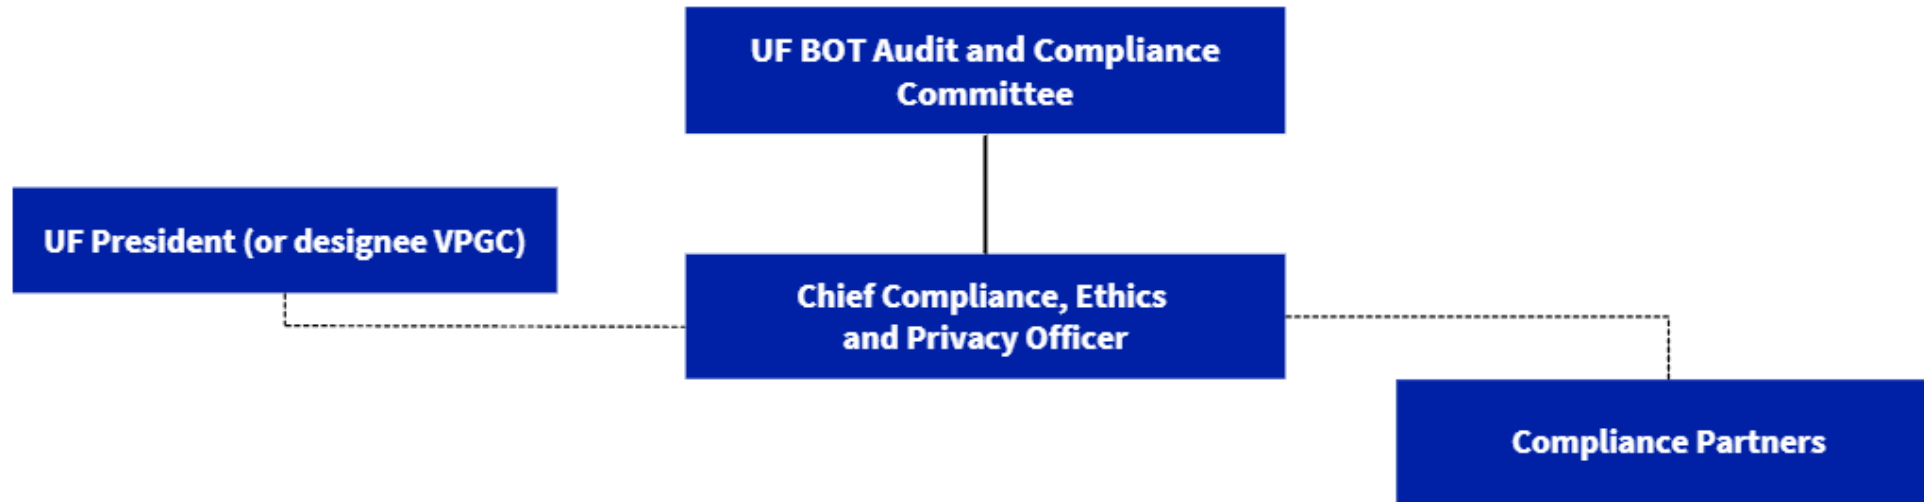 UF BOT Audit and Compliance
Committee
UF President (or designee VPGC)
Chief Compliance, Ethics
and Privacy Officer
Compliance Partners